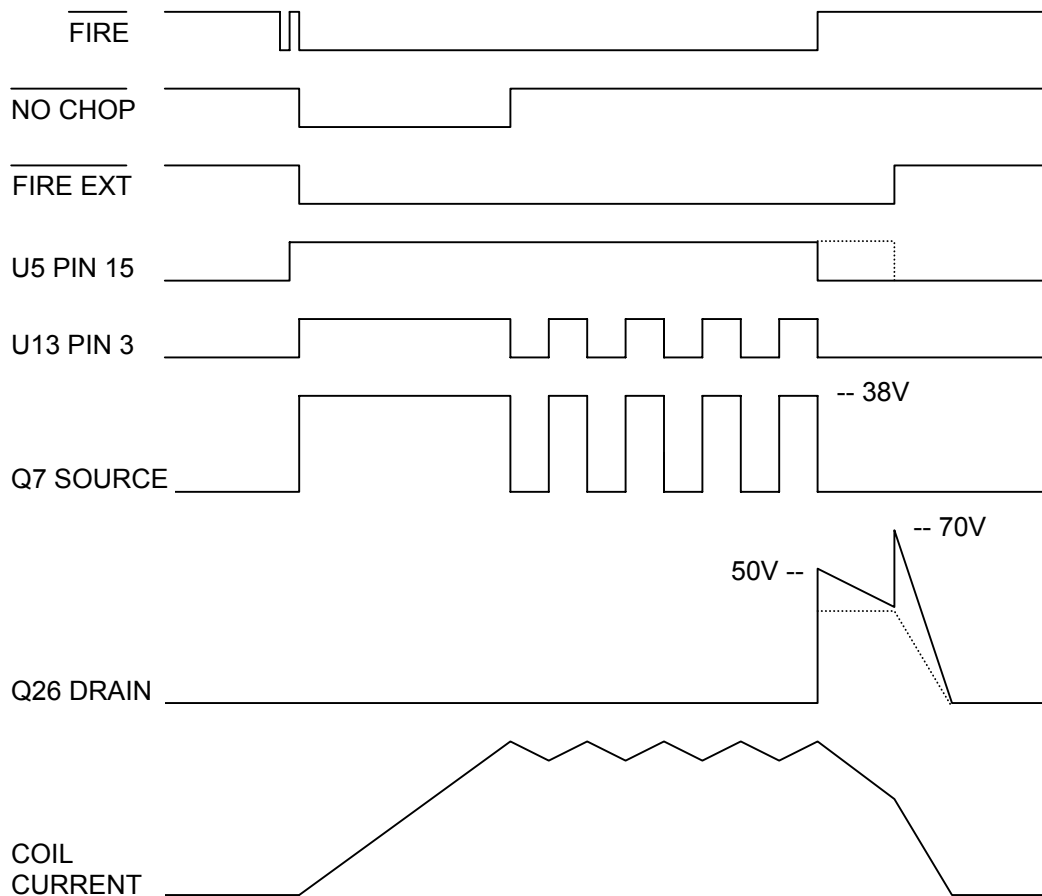 FIRE
NO CHOP
FIRE EXT
U5 PIN 15
U13 PIN 3
-- 38V
Q7 SOURCE
-- 70V
50V --
Q26 DRAIN
COIL
CURRENT